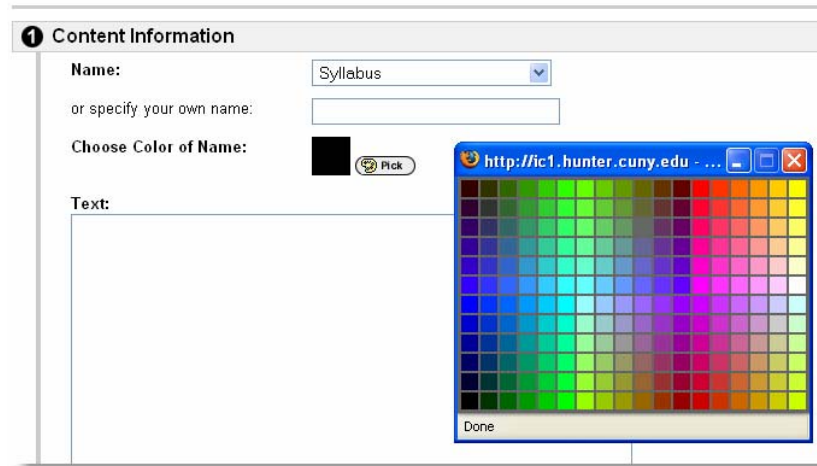 1 Content Information
Name:
Syllabus
or specify your own name:
Choose Color of Name:
Pick
http://ic1.hunter.cuny.edu - ...
Text:
Done